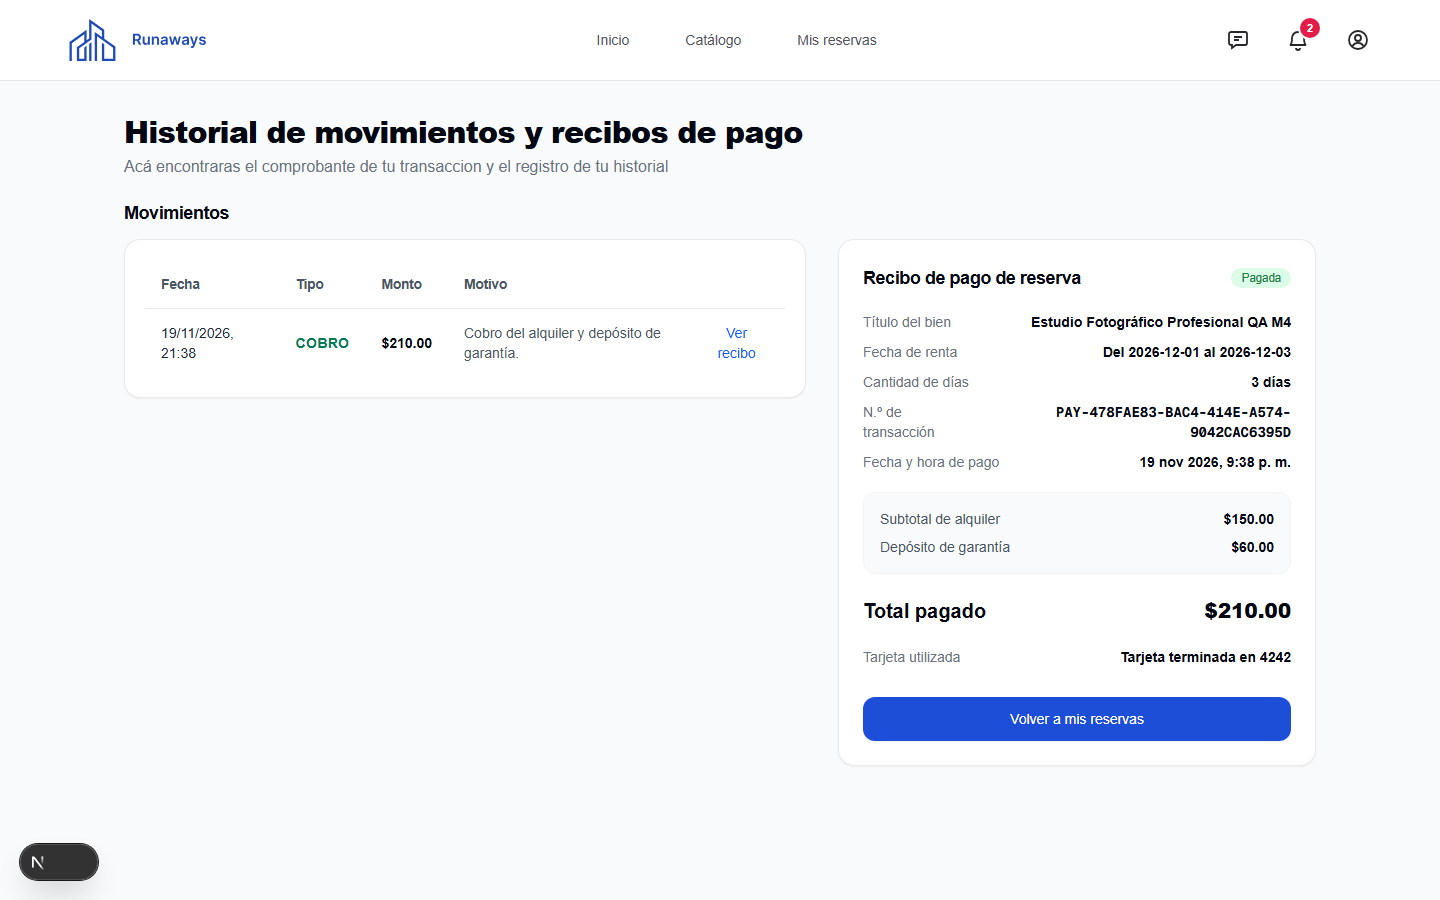 Runaways
Inicio
Catálogo
Mis reservas
2
Historial de movimientos y recibos de pago
Acá encontraras el comprobante de tu transaccion y el registro de tu historial
Movimientos
Fecha Tipo Monto Motivo
19/11/2026, 21:38
COBRO
$210.00
Cobro del alquiler y depósito de
garantía.
Ver
recibo
Recibo de pago de reserva
Pagada
Título del bien Estudio Fotográfico Profesional QA M4
Fecha de renta Del 2026-12-01 al 2026-12-03
Cantidad de días 3 días
N.º de
transacción
PAY-478FAE83-BAC4-414E-A574-
9042CAC6395D
Fecha y hora de pago 19 nov 2026, 9:38 p. m.
Subtotal de alquiler $150.00
Depósito de garantía $60.00
Total pagado $210.00
Tarjeta utilizada Tarjeta terminada en 4242
Volver a mis reservas
N